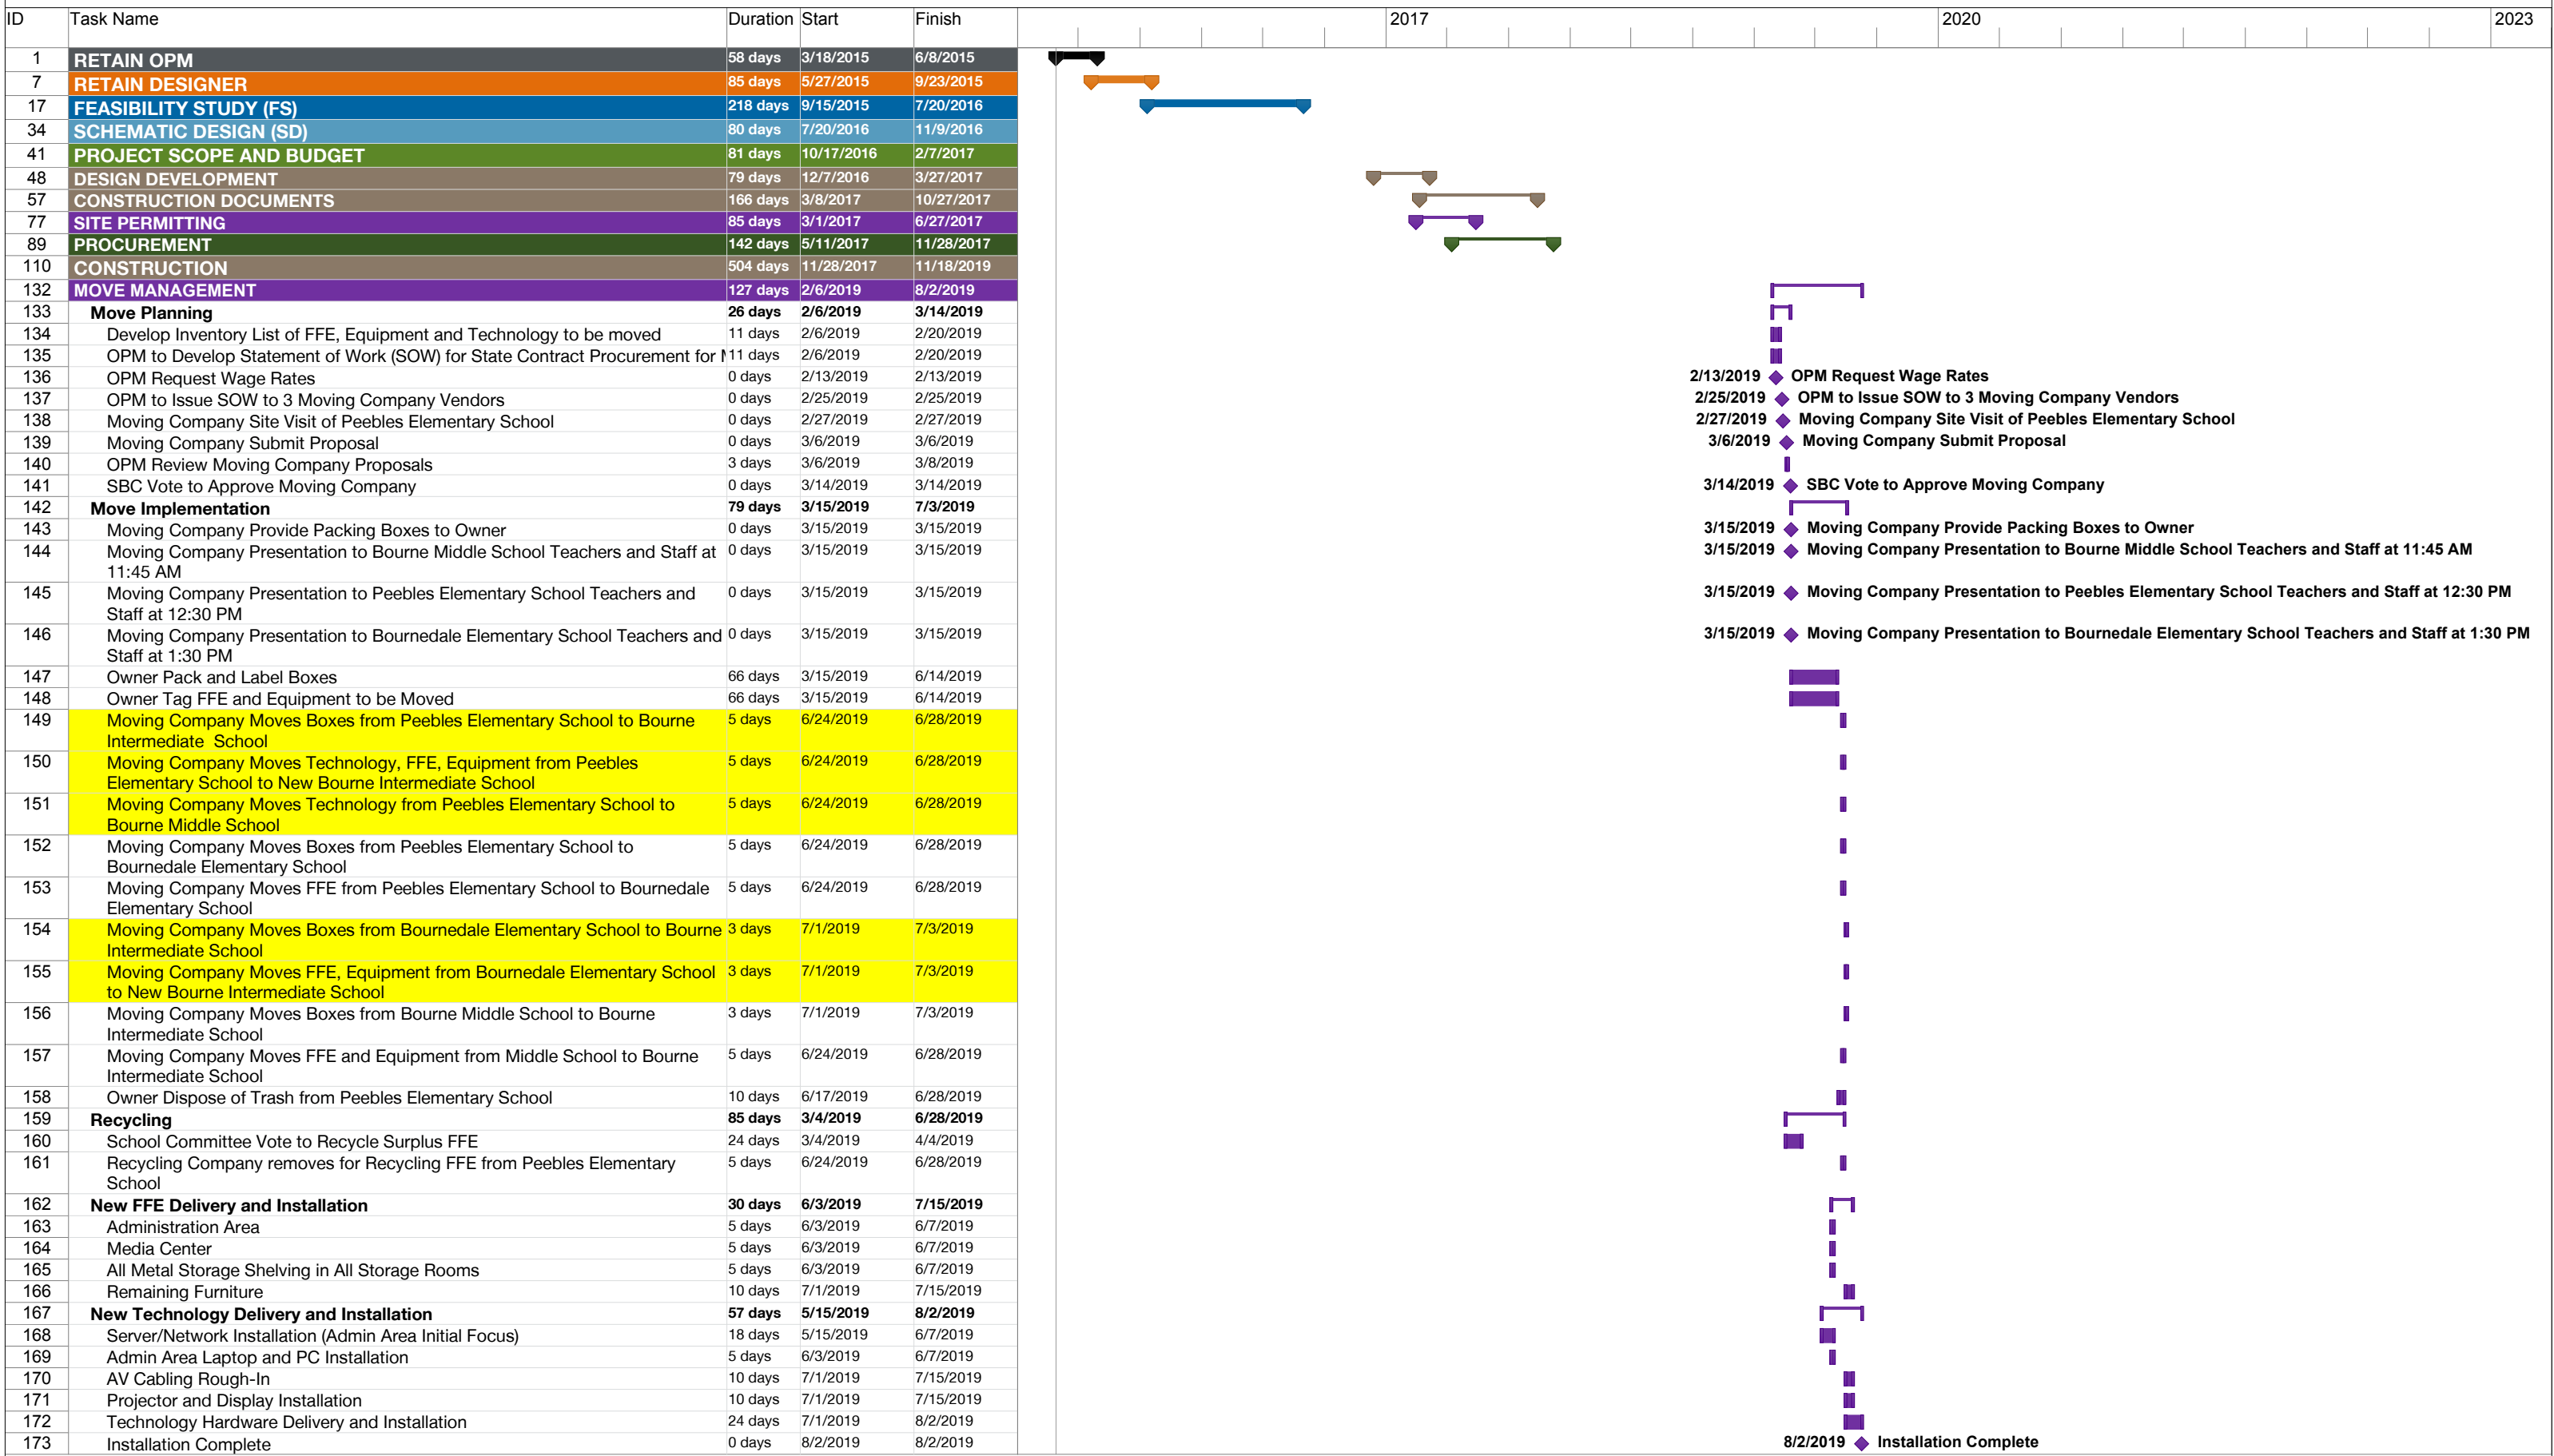 ID Task Name Duration Start Finish 2017 2020 2023
1 RETAIN OPM 58 days 3/18/2015 6/8/2015
7 RETAIN DESIGNER 85 days 5/27/2015 9/23/2015
17 FEASIBILITY STUDY (FS) 218 days 9/15/2015 7/20/2016
34 SCHEMATIC DESIGN (SD) 80 days 7/20/2016 11/9/2016
41 PROJECT SCOPE AND BUDGET 81 days 10/17/2016 2/7/2017
48 DESIGN DEVELOPMENT 79 days 12/7/2016 3/27/2017
57 CONSTRUCTION DOCUMENTS 166 days 3/8/2017 10/27/2017
77 SITE PERMITTING 85 days 3/1/2017 6/27/2017
89 PROCUREMENT 142 days 5/11/2017 11/28/2017
110 CONSTRUCTION 504 days 11/28/2017 11/18/2019
132 MOVE MANAGEMENT 127 days 2/6/2019 8/2/2019
133 Move Planning 26 days 2/6/2019 3/14/2019
134 Develop Inventory List of FFE, Equipment and Technology to be moved 11 days 2/6/2019 2/20/2019
135 OPM to Develop Statement of Work (SOW) for State Contract Procurement for 11 days 2/6/2019 2/20/2019
136 OPM Request Wage Rates 0 days 2/13/2019 2/13/2019 2/13/2019 OPM Request Wage Rates
137 OPM to Issue SOW to 3 Moving Company Vendors 0 days 2/25/2019 2/25/2019 2/25/2019 OPM to Issue SOW to 3 Moving Company Vendors
138 Moving Company Site Visit of Peebles Elementary School 0 days 2/27/2019 2/27/2019 2/27/2019 Moving Company Site Visit of Peebles Elementary School
139 Moving Company Submit Proposal 0 days 3/6/2019 3/6/2019 3/6/2019 Moving Company Submit Proposal
140 OPM Review Moving Company Proposals 3 days 3/6/2019 3/8/2019
141 SBC Vote to Approve Moving Company 0 days 3/14/2019 3/14/2019 3/14/2019 SBC Vote to Approve Moving Company
142 Move Implementation 79 days 3/15/2019 7/3/2019
143 Moving Company Provide Packing Boxes to Owner 0 days 3/15/2019 3/15/2019 3/15/2019 Moving Company Provide Packing Boxes to Owner
144 Moving Company Presentation to Bourne Middle School Teachers and Staff at 0 days 3/15/2019 3/15/2019 3/15/2019 Moving Company Presentation to Bourne Middle School Teachers and Staff at 11:45 AM
11:45 AM
145 Moving Company Presentation to Peebles Elementary School Teachers and 0 days 3/15/2019 3/15/2019 3/15/2019 Moving Company Presentation to Peebles Elementary School Teachers and Staff at 12:30 PM
Staff at 12:30 PM
146 Moving Company Presentation to Bournedale Elementary School Teachers and 0 days 3/15/2019 3/15/2019 3/15/2019 Moving Company Presentation to Bournedale Elementary School Teachers and Staff at 1:30 PM
Staff at 1:30 PM
147 Owner Pack and Label Boxes 66 days 3/15/2019 6/14/2019
148 Owner Tag FFE and Equipment to be Moved 66 days 3/15/2019 6/14/2019
149 Moving Company Moves Boxes from Peebles Elementary School to Bourne 5 days 6/24/2019 6/28/2019
Intermediate School
150 Moving Company Moves Technology, FFE, Equipment from Peebles 5 days 6/24/2019 6/28/2019
Elementary School to New Bourne Intermediate School
151 Moving Company Moves Technology from Peebles Elementary School to 5 days 6/24/2019 6/28/2019
Bourne Middle School
152 Moving Company Moves Boxes from Peebles Elementary School to 5 days 6/24/2019 6/28/2019
Bournedale Elementary School
153 Moving Company Moves FFE from Peebles Elementary School to Bournedale 5 days 6/24/2019 6/28/2019
Elementary School
154 Moving Company Moves Boxes from Bournedale Elementary School to Bourne 3 days 7/1/2019 7/3/2019
Intermediate School
155 Moving Company Moves FFE, Equipment from Bournedale Elementary School 3 days 7/1/2019 7/3/2019
to New Bourne Intermediate School
156 Moving Company Moves Boxes from Bourne Middle School to Bourne 3 days 7/1/2019 7/3/2019
Intermediate School
157 Moving Company Moves FFE and Equipment from Middle School to Bourne 5 days 6/24/2019 6/28/2019
Intermediate School
158 Owner Dispose of Trash from Peebles Elementary School 10 days 6/17/2019 6/28/2019
159 Recycling 85 days 3/4/2019 6/28/2019
160 School Committee Vote to Recycle Surplus FFE 24 days 3/4/2019 4/4/2019
161 Recycling Company removes for Recycling FFE from Peebles Elementary 5 days 6/24/2019 6/28/2019
School
162 New FFE Delivery and Installation 30 days 6/3/2019 7/15/2019
163 Administration Area 5 days 6/3/2019 6/7/2019
164 Media Center 5 days 6/3/2019 6/7/2019
165 All Metal Storage Shelving in All Storage Rooms 5 days 6/3/2019 6/7/2019
166 Remaining Furniture 10 days 7/1/2019 7/15/2019
167 New Technology Delivery and Installation 57 days 5/15/2019 8/2/2019
168 Server/Network Installation (Admin Area Initial Focus) 18 days 5/15/2019 6/7/2019
169 Admin Area Laptop and PC Installation 5 days 6/3/2019 6/7/2019
170 AV Cabling Rough-In 10 days 7/1/2019 7/15/2019
171 Projector and Display Installation 10 days 7/1/2019 7/15/2019
172 Technology Hardware Delivery and Installation 24 days 7/1/2019 8/2/2019
173 Installation Complete 0 days 8/2/2019 8/2/2019 8/2/2019 Installation Complete